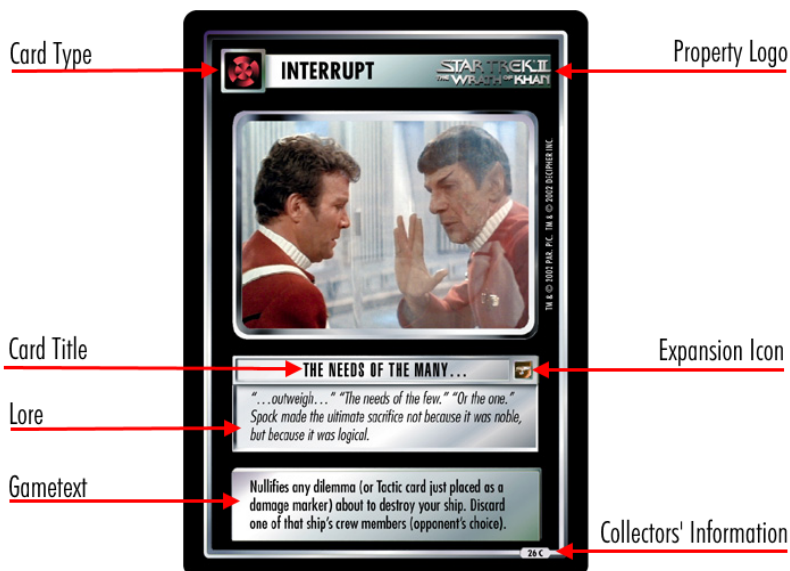 Card Type
INTERRUPT
STAR TREK II
THE WRATH OF KHAN
Property Logo
TM & © 2002 PAR. PIC. TM & © 2002 DECIPHER INC.
Card Title
THE NEEDS OF THE MANY...
Expansion Icon
Lore
"...outweigh..." "The needs of the few." "Or the one."
Spock made the ultimate sacrifice not because it was noble,
but because it was logical.
Gametext
Nullifies any dilemma (or Tactic card just placed as a
damage marker) about to destroy your ship. Discard
one of that ship's crew members (opponent's choice).
Collectors' Information
26 C